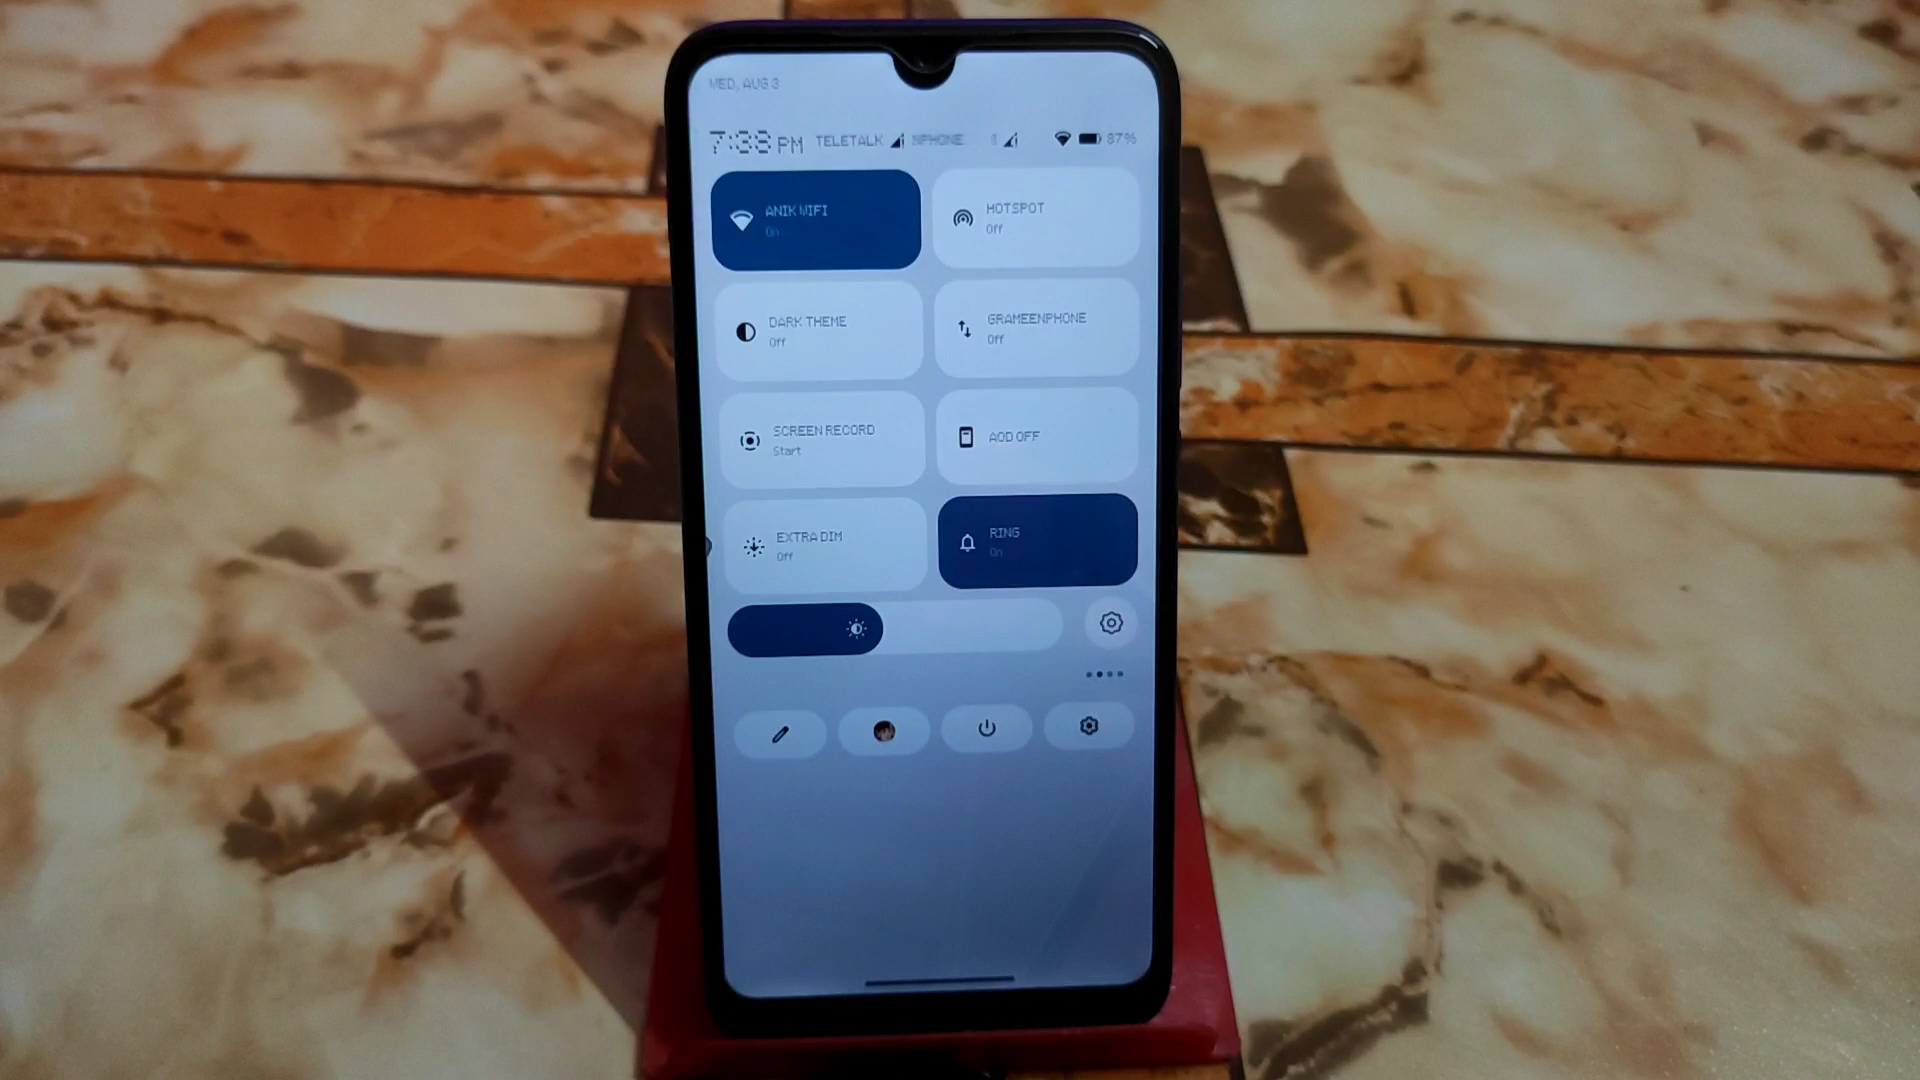 WED, AUG 3
7:38 PM TELETALK NPHONE 87%
ANIK WIFI
On
HOTSPOT
Off
DARK THEME
Off
GRAMEENPHONE
Off
SCREEN RECORD
Start
AOD OFF
EXTRA DIM
Off
RING
On